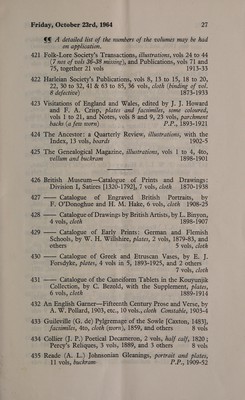 Friday, October 23rd, 1964 27
¶¶ A detailed list of the numbers of the volumes may be had
on application.
421 Folk-Lore Society's Transactions, illustrations, vols 24 to 44
(7 nos of vols 36-38 missing), and Publications, vols 71 and
75, together 21 vols 1913-33
422 Harleian Society's Publications, vols 8, 13 to 15, 18 to 20,
22, 30 to 32, 41 & 63 to 85, 36 vols, cloth (binding of vol.
8 defective) 1873-1933
423 Visitations of England and Wales, edited by J. J. Howard
and F. A. Crisp, plates and facsimiles, some coloured,
vols 1 to 21, and Notes, vols 8 and 9, 23 vols, parchment
backs (a few worn) P.P., 1893-1921
424 The Ancestor: a Quarterly Review, illustrations, with the
Index, 13 vols, boards 1902-5
425 The Genealogical Magazine, illustrations, vols 1 to 4, 4to,
vellum and buckram 1898-1901
426 British Museum—Catalogue of Prints and Drawings:
Division I, Satires [1320-1792], 7 vols, cloth 1870-1938
427 —— Catalogue of Engraved British Portraits, by
F. O'Donoghue and H. M. Hake, 6 vols, cloth 1908-25
428 —— Catalogue of Drawings by British Artists, by L. Binyon,
4 vols, cloth 1898-1907
429 —— Catalogue of Early Prints: German and Flemish
Schools, by W. H. Willshire, plates, 2 vols, 1879-83, and
others 5 vols, cloth
430 —— Catalogue of Greek and Etruscan Vases, by E. J.
Forsdyke, plates, 4 vols in 5, 1893-1925, and 2 others
7 vols, cloth
431 —— Catalogue of the Cuneiform Tablets in the Kouyunjik
Collection, by C. Bezold, with the Supplement, plates,
6 vols, cloth 1889-1914
432 An English Garner—Fifteenth Century Prose and Verse, by
A. W. Pollard, 1903, etc., 10 vols., cloth Constable, 1903-4
433 Guileville (G. de) Pylgremage of the Sowle [Caxton, 1483],
facsimiles, 4to, cloth (worn), 1859, and others 8 vols
434 Collier (J. P.) Poetical Decameron, 2 vols, half calf, 1820;
Percy's Reliques, 3 vols, 1889, and 3 others 8 vols
435 Reade (A. L.) Johnsonian Gleanings, portrait and plates,
11 vols, buckram P.P., 1909-52